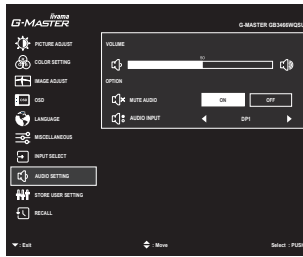 iiyama
G-MASTER
G-MASTER GB3466WQSU
PICTURE ADJUST
COLOR SETTING
IMAGE ADJUST
OSD
LANGUAGE
MISCELLANEOUS
INPUT SELECT
AUDIO SETTING
STORE USER SETTING
RECALL
VOLUME
50
OPTION
MUTE AUDIO
ON
OFF
AUDIO INPUT
DP1
: Exit
: Move
Select : PUS